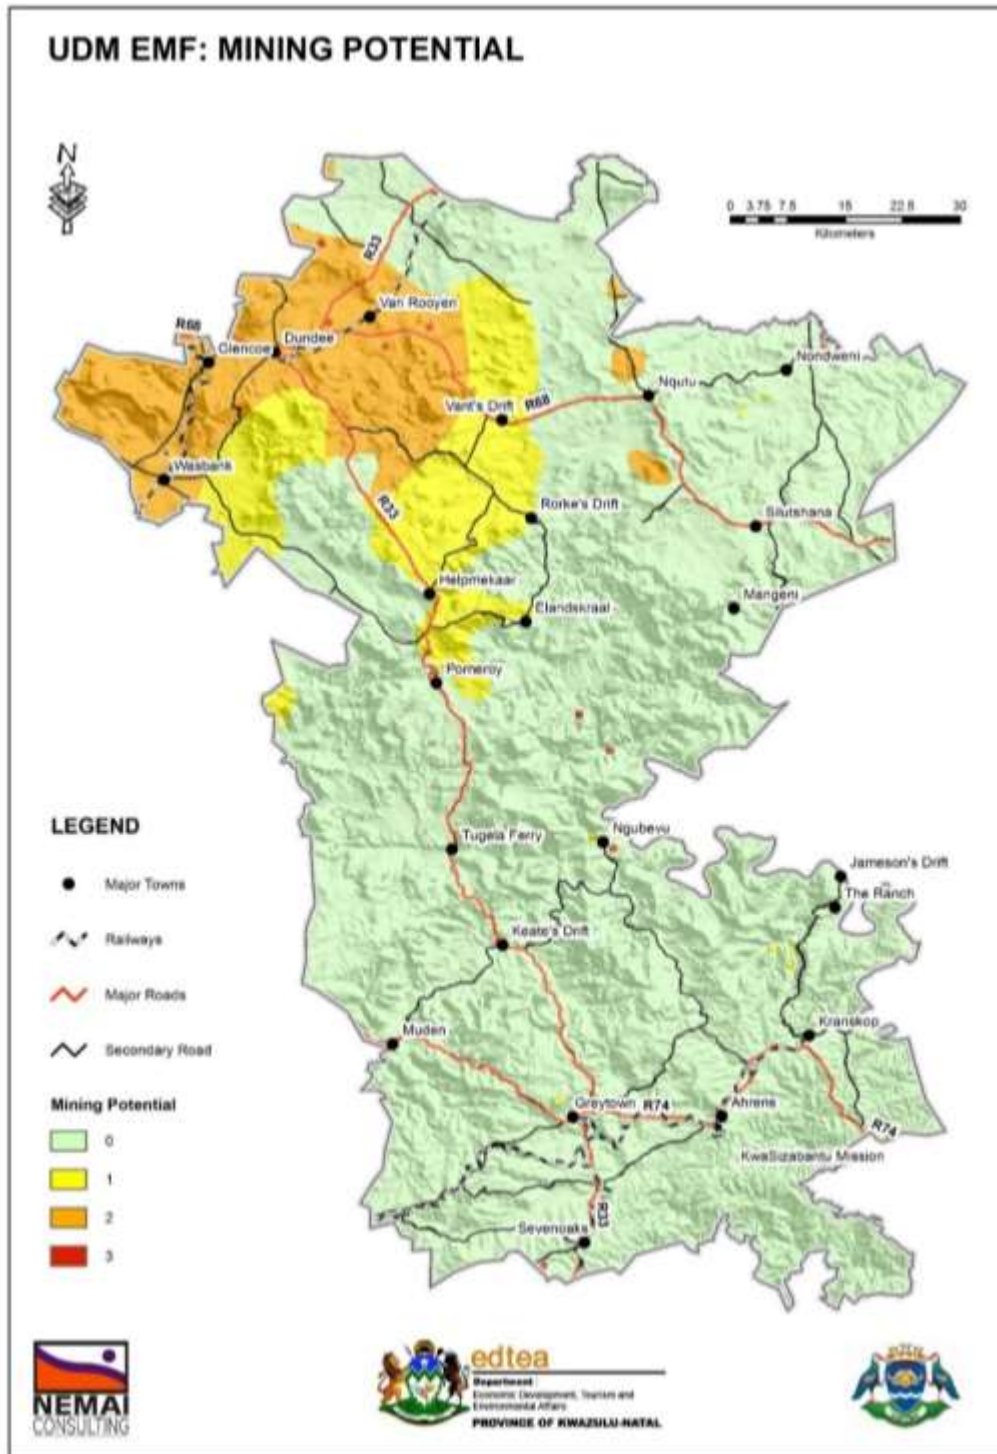 UDM EMF: MINING POTENTIAL
N
0 3.75 7.5 15 22.5 30
Kilometers
R33
Van Rooyen
R68
Glencoe
Dundee
Nondweni
Nqutu
Vant's Drift
R68
Wasbank
R33
Rorke's Drift
Silutshana
Helpmekaar
Mangeni
Elandskraal
Pomeroy
LEGEND
Major Towns
Railways
Major Roads
Secondary Road
Mining Potential
0
1
2
3
Tugela Ferry
Ngubevu
Jameson's Drift
The Ranch
Keate's Drift
Kranskop
Muden
Greytown
R74
Ahrens
R74
KwaSizabantu Mission
R33
Sevenoaks
NEMAI
CONSULTING
edtea
Department:
Economic Development, Tourism and
Environmental Affairs
PROVINCE OF KWAZULU-NATAL